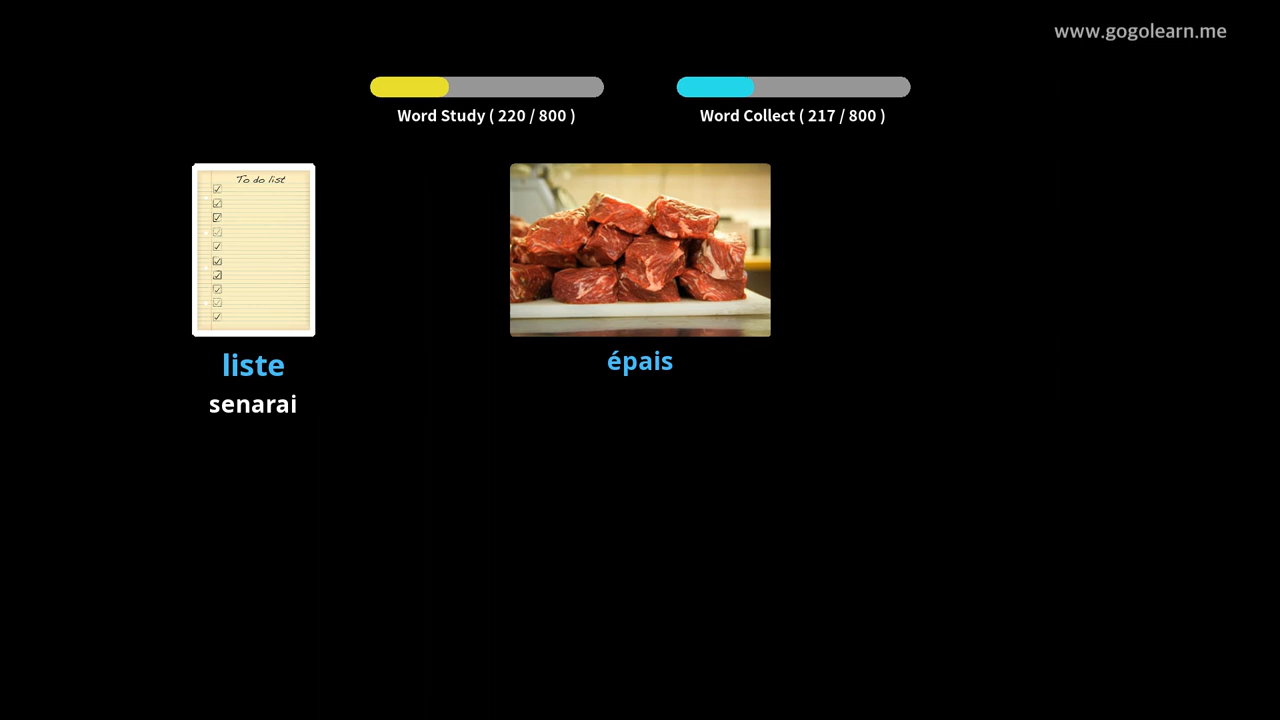 www.gogolearn.me
Word Study ( 220 / 800 )
Word Collect ( 217 / 800 )
To do list
liste
senarai
épais